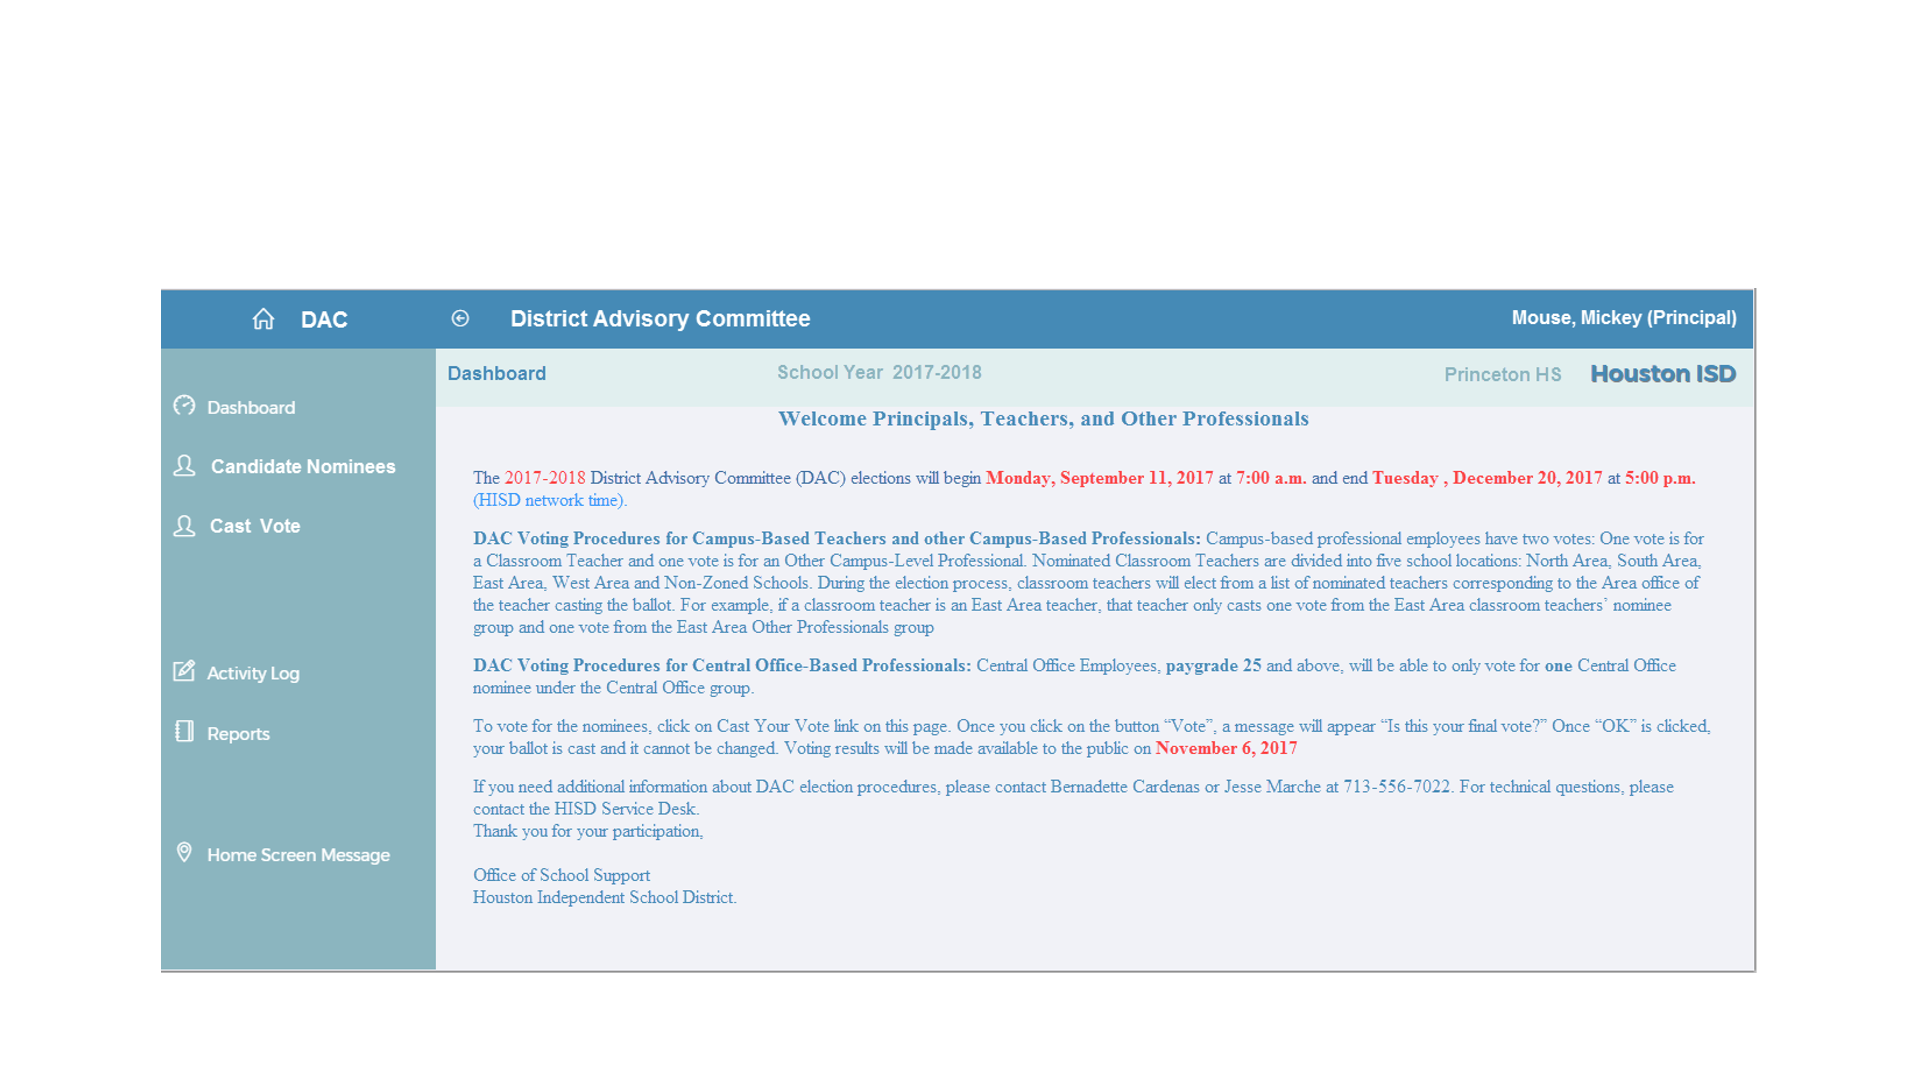 DAC
District Advisory Committee
Mouse, Mickey (Principal)
Dashboard
School Year 2017-2018
Princeton HS
Houston ISD
Dashboard
Candidate Nominees
Cast Vote
Activity Log
Reports
Home Screen Message
Welcome Principals, Teachers, and Other Professionals
The 2017-2018 District Advisory Committee (DAC) elections will begin Monday, September 11, 2017 at 7:00 a.m. and end Tuesday , December 20, 2017 at 5:00 p.m.
(HISD network time).
DAC Voting Procedures for Campus-Based Teachers and other Campus-Based Professionals: Campus-based professional employees have two votes: One vote is for
a Classroom Teacher and one vote is for an Other Campus-Level Professional. Nominated Classroom Teachers are divided into five school locations: North Area, South Area,
East Area, West Area and Non-Zoned Schools. During the election process, classroom teachers will elect from a list of nominated teachers corresponding to the Area office of
the teacher casting the ballot. For example, if a classroom teacher is an East Area teacher, that teacher only casts one vote from the East Area classroom teachers’ nominee
group and one vote from the East Area Other Professionals group
DAC Voting Procedures for Central Office-Based Professionals: Central Office Employees, paygrade 25 and above, will be able to only vote for one Central Office
nominee under the Central Office group.
To vote for the nominees, click on Cast Your Vote link on this page. Once you click on the button “Vote”, a message will appear “Is this your final vote?” Once “OK” is clicked,
your ballot is cast and it cannot be changed. Voting results will be made available to the public on November 6, 2017
If you need additional information about DAC election procedures, please contact Bernadette Cardenas or Jesse Marche at 713-556-7022. For technical questions, please
contact the HISD Service Desk.
Thank you for your participation,
Office of School Support
Houston Independent School District.